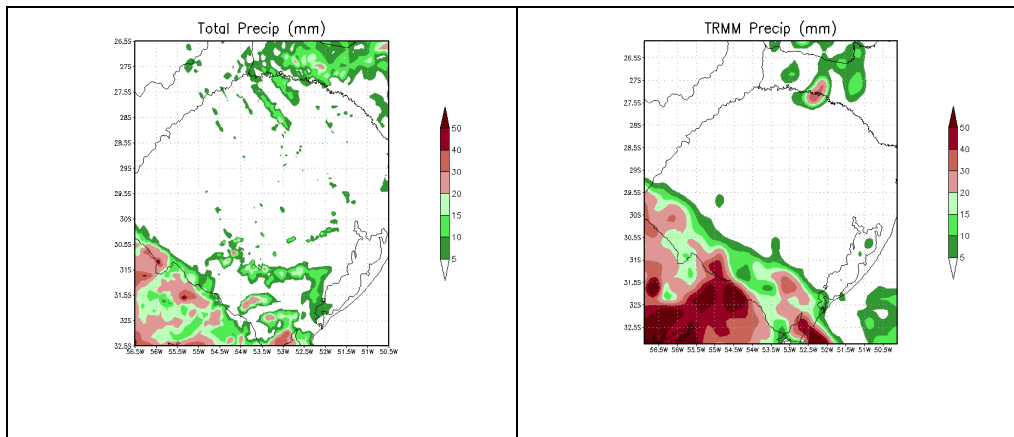 Total Precip (mm)
26.5S
27S
27.5S
28S
28.5S
29S
29.5S
30S
30.5S
31S
31.5S
32S
32.5S
56.5W 56W 55.5W 55W 54.5W 54W 53.5W 53W 52.5W 52W 51.5W 51W 50.5W
50
40
30
20
15
10
5
TRMM Precip (mm)
26.5S
27S
27.5S
28S
28.5S
29S
29.5S
30S
30.5S
31S
31.5S
32S
32.5S
56.5W 56W 55.5W 55W 54.5W 54W 53.5W 53W 52.5W 52W 51.5W 51W 50.5W
50
40
30
20
15
10
5